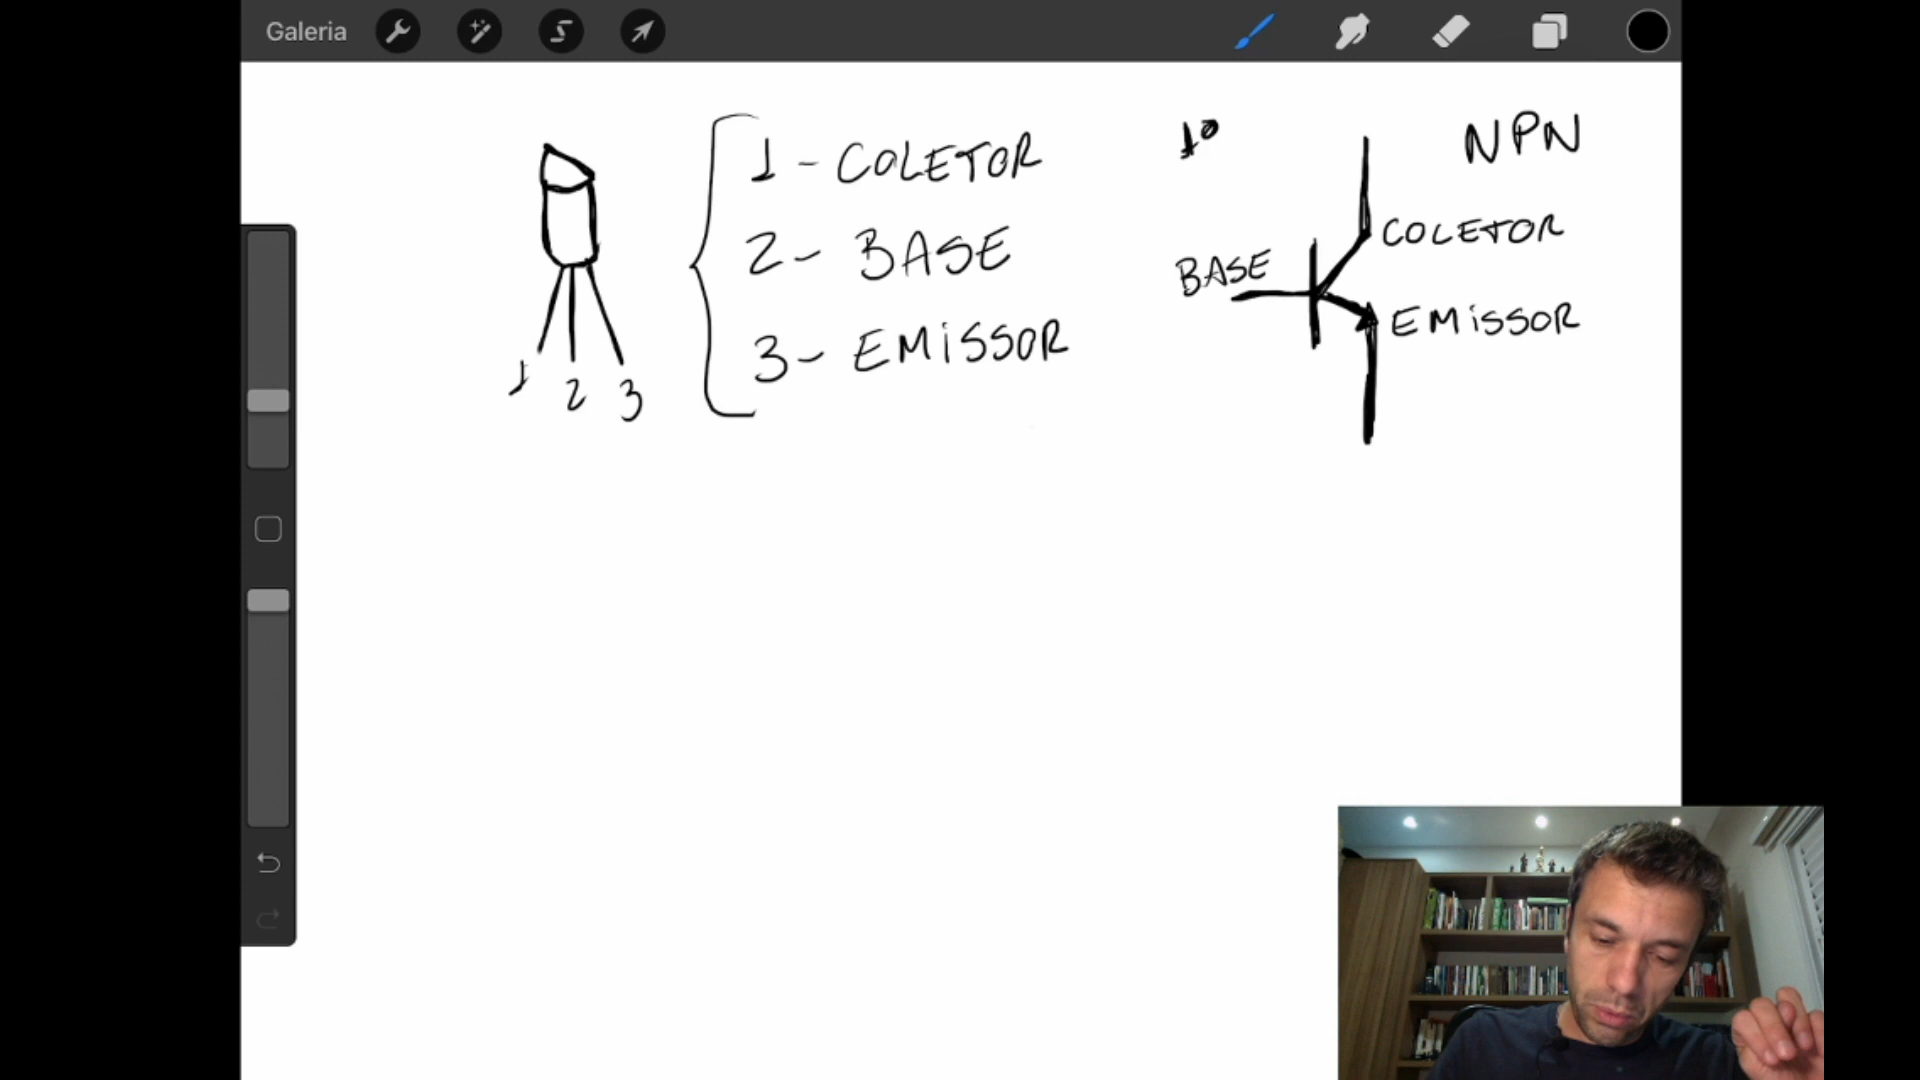 Galeria
1 - COLETOR
2 - BASE
3 - EMiSSOR
1 2 3
1º
NPN
COLETOR
BASE
EMiSSOR